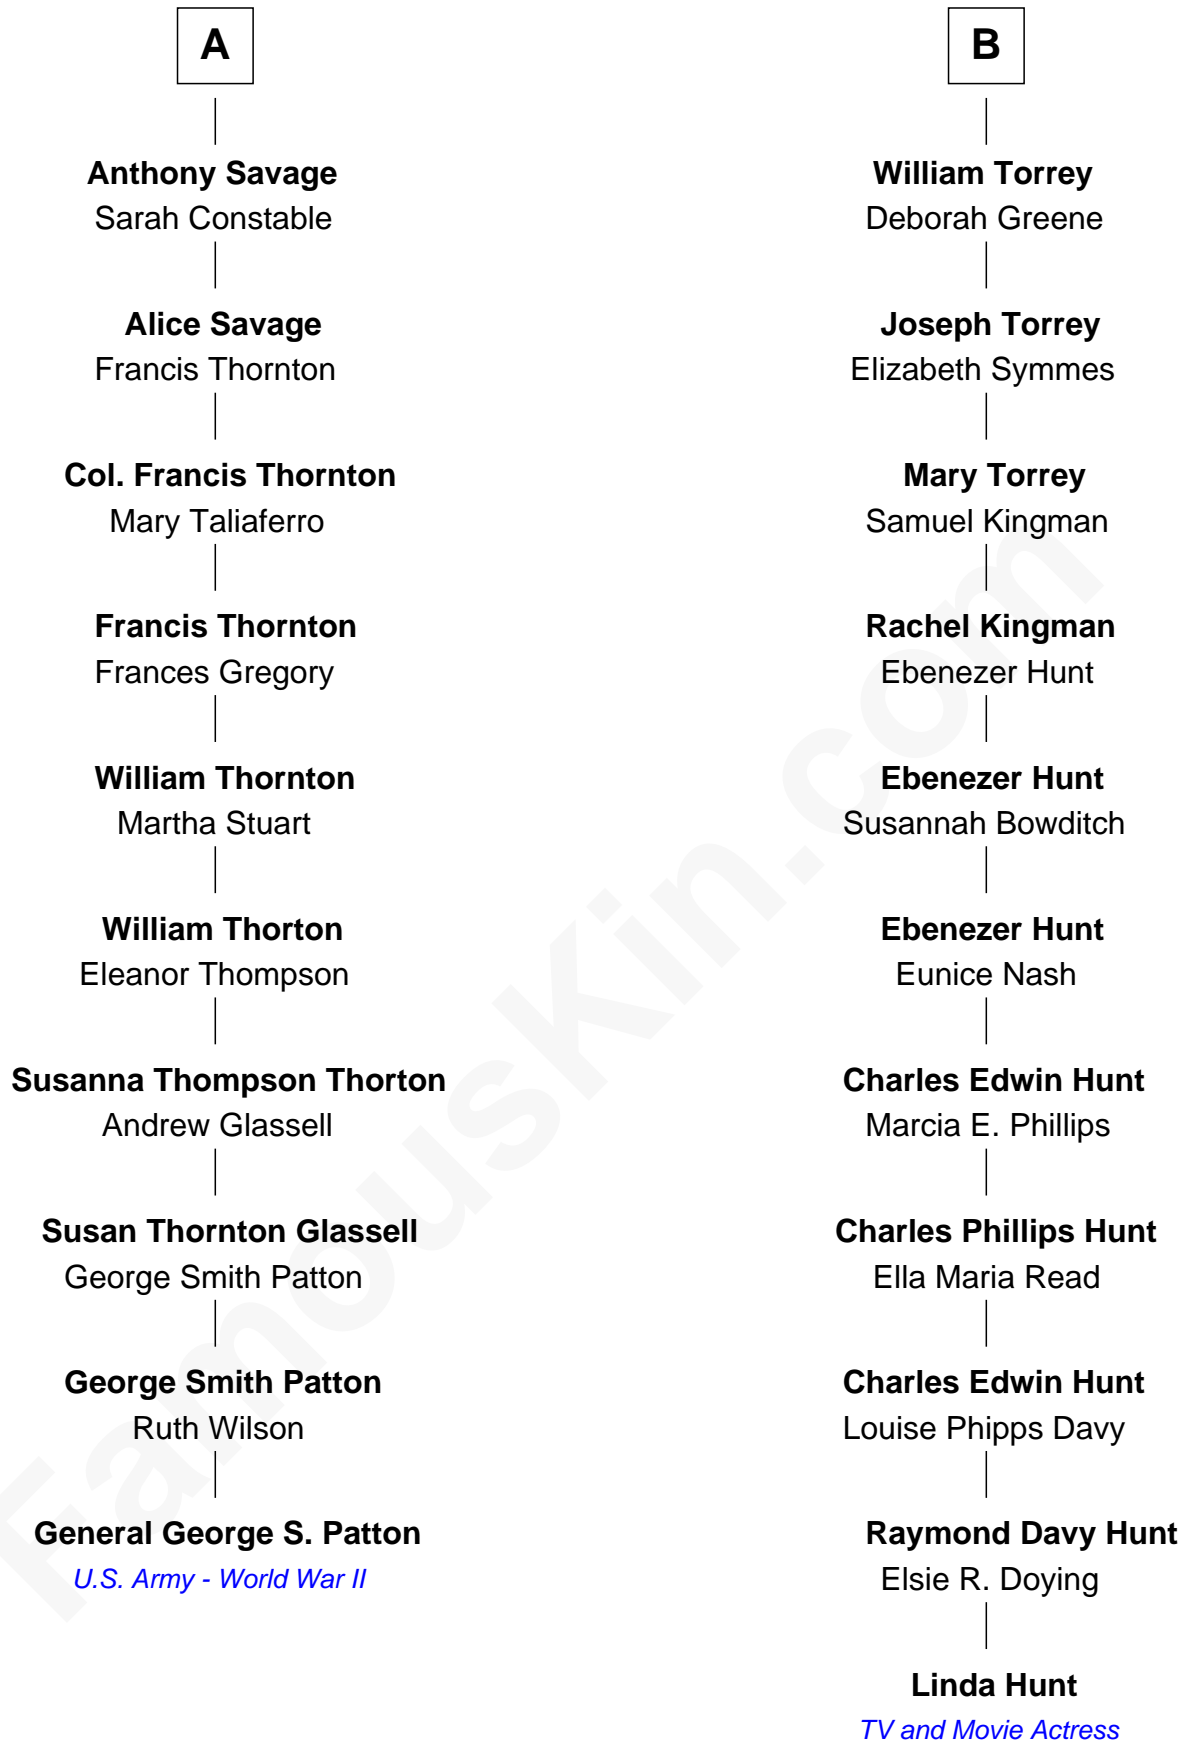 A
Anthony Savage
Sarah Constable
Alice Savage
Francis Thornton
Col. Francis Thornton
Mary Taliaferro
Francis Thornton
Frances Gregory
William Thornton
Martha Stuart
William Thorton
Eleanor Thompson
Susanna Thompson Thorton
Andrew Glassell
Susan Thornton Glassell
George Smith Patton
George Smith Patton
Ruth Wilson
General George S. Patton
U.S. Army - World War II
B
William Torrey
Deborah Greene
Joseph Torrey
Elizabeth Symmes
Mary Torrey
Samuel Kingman
Rachel Kingman
Ebenezer Hunt
Ebenezer Hunt
Susannah Bowditch
Ebenezer Hunt
Eunice Nash
Charles Edwin Hunt
Marcia E. Phillips
Charles Phillips Hunt
Ella Maria Read
Charles Edwin Hunt
Louise Phipps Davy
Raymond Davy Hunt
Elsie R. Doying
Linda Hunt
TV and Movie Actress
FamousKin.com